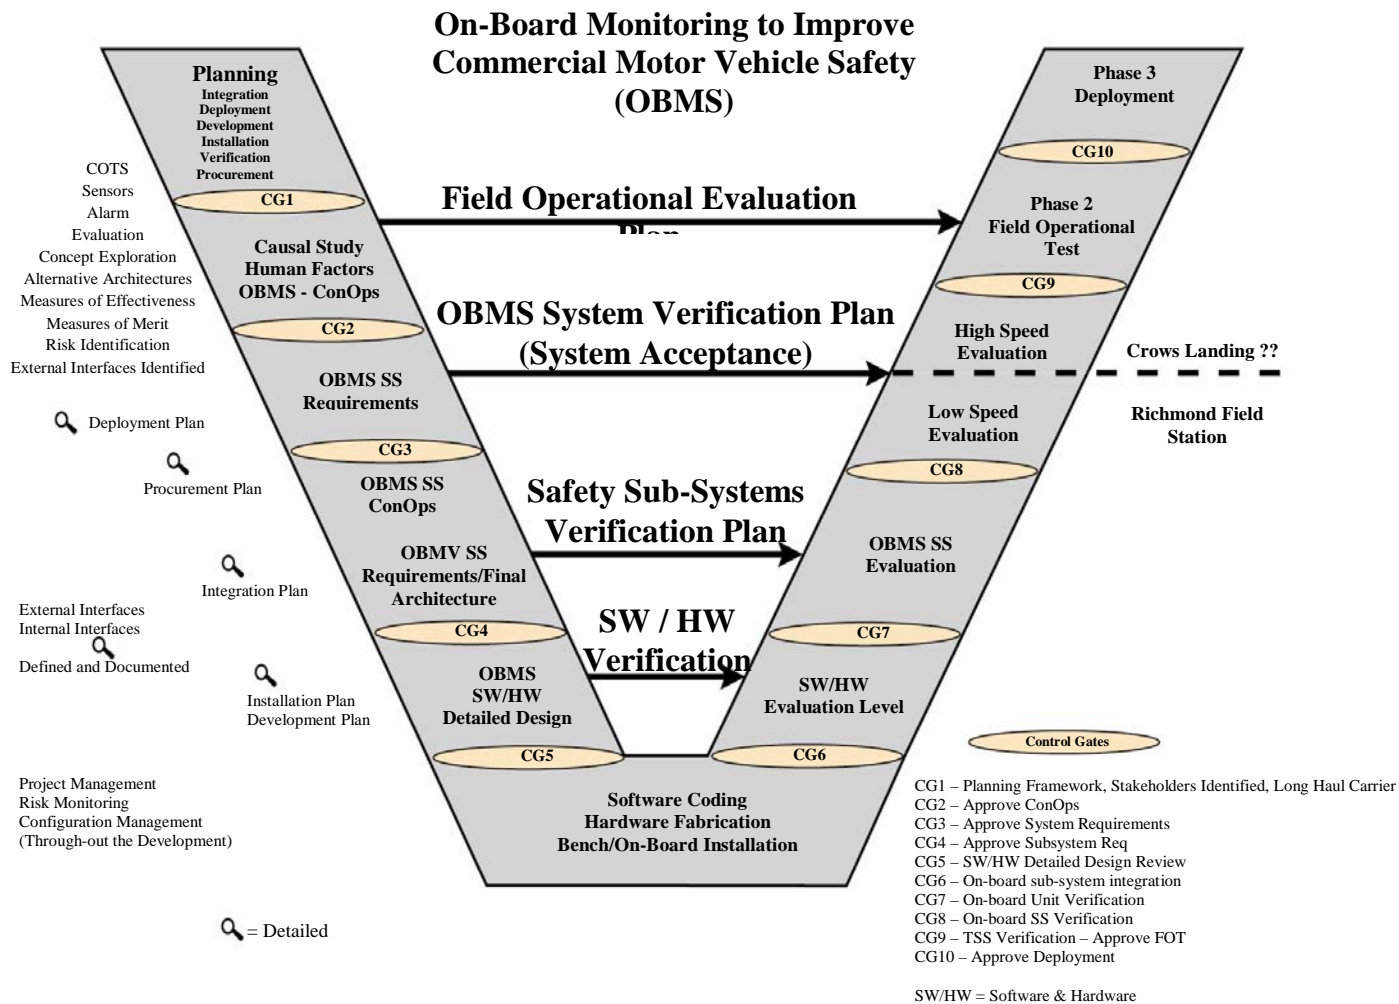 On-Board Monitoring to Improve
Commercial Motor Vehicle Safety
(OBMS)
Planning
Integration
Deployment
Development
Installation
Verification
Procurement
CG1
Causal Study
Human Factors
OBMS - ConOps
CG2
OBMS SS
Requirements
CG3
OBMS SS
ConOps
OBMV SS
Requirements/Final
Architecture
CG4
OBMS
SW/HW
Detailed Design
CG5
Software Coding
Hardware Fabrication
Bench/On-Board Installation
COTS
Sensors
Alarm
Evaluation
Concept Exploration
Alternative Architectures
Measures of Effectiveness
Measures of Merit
Risk Identification
External Interfaces Identified
Deployment Plan
Procurement Plan
Integration Plan
External Interfaces
Internal Interfaces
Defined and Documented
Installation Plan
Development Plan
Project Management
Risk Monitoring
Configuration Management
(Through-out the Development)
= Detailed
Field Operational Evaluation
Plan
OBMS System Verification Plan
(System Acceptance)
Safety Sub-Systems
Verification Plan
SW / HW
Verification
Phase 3
Deployment
CG10
Phase 2
Field Operational
Test
CG9
High Speed
Evaluation
Crows Landing ??
Low Speed
Evaluation
Richmond Field
Station
CG8
OBMS SS
Evaluation
CG7
SW/HW
Evaluation Level
CG6
Control Gates
CG1 – Planning Framework, Stakeholders Identified, Long Haul Carrier
CG2 – Approve ConOps
CG3 – Approve System Requirements
CG4 – Approve Subsystem Req
CG5 – SW/HW Detailed Design Review
CG6 – On-board sub-system integration
CG7 – On-board Unit Verification
CG8 – On-board SS Verification
CG9 – TSS Verification – Approve FOT
CG10 – Approve Deployment
SW/HW = Software & Hardware